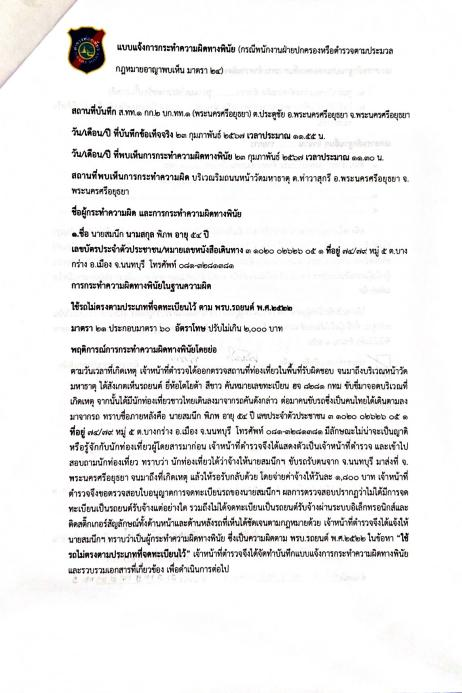 แบบแจ้งการกระทำความผิดทางพินัย (กรณีพนักงานฝ่ายปกครองหรือตำรวจตามประมวล
กฎหมายอาญาพบเห็น มาตรา ๒๔)
สถานที่บันทึก ส.ทท.๑ กก.๒ บก.ทท.๑ (พระนครศรีอยุธยา) ต.ประตูชัย อ.พระนครศรีอยุธยา จ.พระนครศรีอยุธยา
วัน/เดือน/ปี ที่บันทึกข้อเท็จจริง ๒๓ กุมภาพันธ์ ๒๕๖๗ เวลาประมาณ ๑๑.๕๕ น.
วัน/เดือน/ปี ที่พบเห็นการกระทำความผิดทางพินัย ๒๓ กุมภาพันธ์ ๒๕๖๗ เวลาประมาณ ๑๑.๓๐ น.
สถานที่พบเห็นการกระทำความผิด บริเวณริมถนนหน้าวัดมหาธาตุ ต.ท่าวาสุกรี อ.พระนครศรีอยุธยา จ.
พระนครศรีอยุธยา
ชื่อผู้กระทำความผิด และการกระทำความผิดทางพินัย
๑.ชื่อ นายสมนึก นามสกุล พิภพ อายุ ๕๔ ปี
เลขบัตรประจำตัวประชาชน/หมายเลขหนังสือเดินทาง ๓ ๑๐๒๐ ๐๒๖๒๖ ๐๕ ๑ ที่อยู่ ๗๔/๗๔ หมู่ ๕ ต.บาง
กร่าง อ.เมือง จ.นนทบุรี โทรศัพท์ ๐๘๑-๓๒๘๑๓๘๑
การกระทำความผิดทางพินัยในฐานความผิด
ใช้รถไม่ตรงตามประเภทที่จดทะเบียนไว้ ตาม พรบ.รถยนต์ พ.ศ.๒๕๒๒
มาตรา ๒๑ ประกอบมาตรา ๖๐ อัตราโทษ ปรับไม่เกิน ๒,๐๐๐ บาท
พฤติการณ์การกระทำความผิดทางพินัยโดยย่อ
ตามวันเวลาที่เกิดเหตุ เจ้าหน้าที่ตำรวจได้ออกตรวจสถานที่ท่องเที่ยวในพื้นที่รับผิดชอบ จนมาถึงบริเวณหน้าวัด
มหาธาตุ ได้สังเกตเห็นรถยนต์ ยี่ห้อโตโยต้า สีขาว คันหมายเลขทะเบียน กทม ขับขี่มาจอดบริเวณที่
เกิดเหตุ จากนั้นได้มีนักท่องเที่ยวชาวไทยเดินลงมาจากรถคันดังกล่าว ต่อมาคนขับรถซึ่งเป็นคนไทยได้เดินตามลง
มาจากรถ ทราบชื่อภายหลังคือ นายสมนึก พิภพ อายุ ๕๔ ปี เลขประจำตัวประชาชน ๓ ๑๐๒๐ ๐๒๖๒๖ ๐๕ ๑
ที่อยู่ ๗๔/๗๔ หมู่ ๕ ต.บางกร่าง อ.เมือง จ.นนทบุรี โทรศัพท์ ๐๘๑-๓๒๘๑๓๘๑ มีลักษณะไม่น่าจะเป็นญาติ
หรือรู้จักกับนักท่องเที่ยวผู้โดยสารมาก่อน เจ้าหน้าที่ตำรวจจึงได้แสดงตัวเป็นเจ้าหน้าที่ตำรวจ และเข้าไป
สอบถามนักท่องเที่ยว ทราบว่า นักท่องเที่ยวได้ว่าจ้างให้นายสมนึกฯ ขับรถรับตนจาก จ.นนทบุรี มาส่งที่ จ.
พระนครศรีอยุธยา จนมาถึงที่เกิดเหตุ แล้วให้รอรับกลับด้วย โดยจ่ายค่าจ้างให้วันละ ๑,๘๐๐ บาท เจ้าหน้าที่
ตำรวจจึงขอตรวจสอบใบอนุญาตการจดทะเบียนรถของนายสมนึกฯ ผลการตรวจสอบปรากฏว่าไม่ได้มีการจด
ทะเบียนเป็นรถยนต์รับจ้างแต่อย่างใด รวมถึงไม่ได้จดทะเบียนเป็นรถยนต์รับจ้างผ่านระบบอิเล็กทรอนิกส์และ
ติดสติ๊กเกอร์สัญลักษณ์ทั้งด้านหน้าและด้านหลังรถที่เห็นได้ชัดเจนตามกฎหมายด้วย เจ้าหน้าที่ตำรวจจึงได้แจ้งให้
นายสมนึกฯ ทราบว่าเป็นผู้กระทำความผิดทางพินัย ซึ่งเป็นความผิดตาม พรบ.รถยนต์ พ.ศ.๒๕๒๒ ในข้อหา "ใช้
รถไม่ตรงตามประเภทที่จดทะเบียนไว้" เจ้าหน้าที่ตำรวจจึงได้จัดทำบันทึกแบบแจ้งการกระทำความผิดทางพินัย
และรวบรวมเอกสารที่เกี่ยวข้อง เพื่อดำเนินการต่อไป